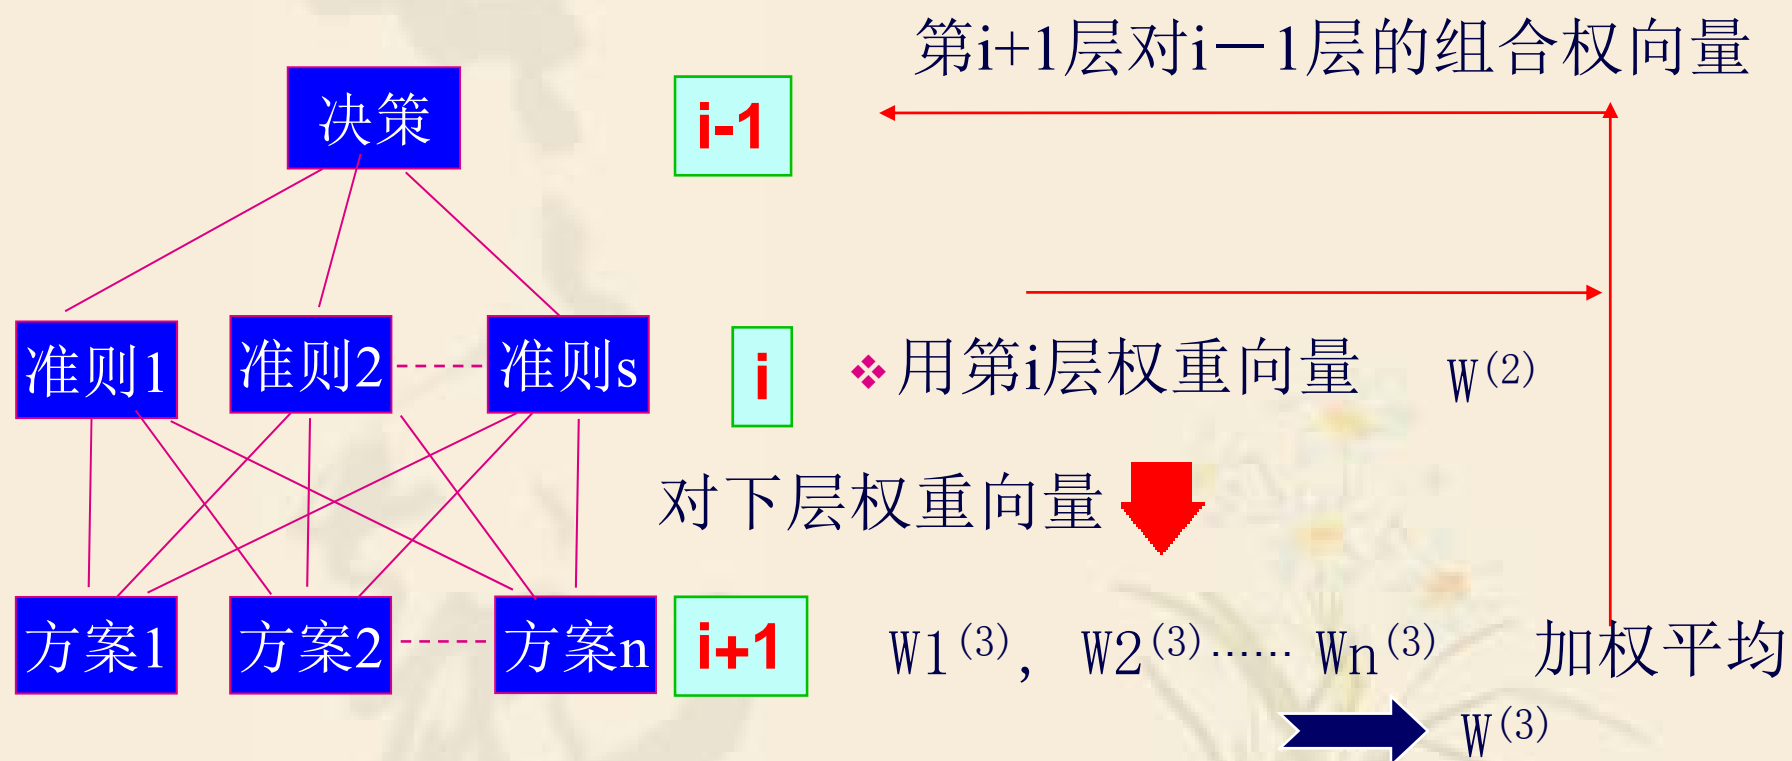 第i+1层对i－1层的组合权向量
决策
i-1
准则1 准则2 准则s
i
❖用第i层权重向量 W(2)
对下层权重向量
方案1 方案2 方案n
i+1
W1(3), W2(3)…… Wn(3) 加权平均
W(3)